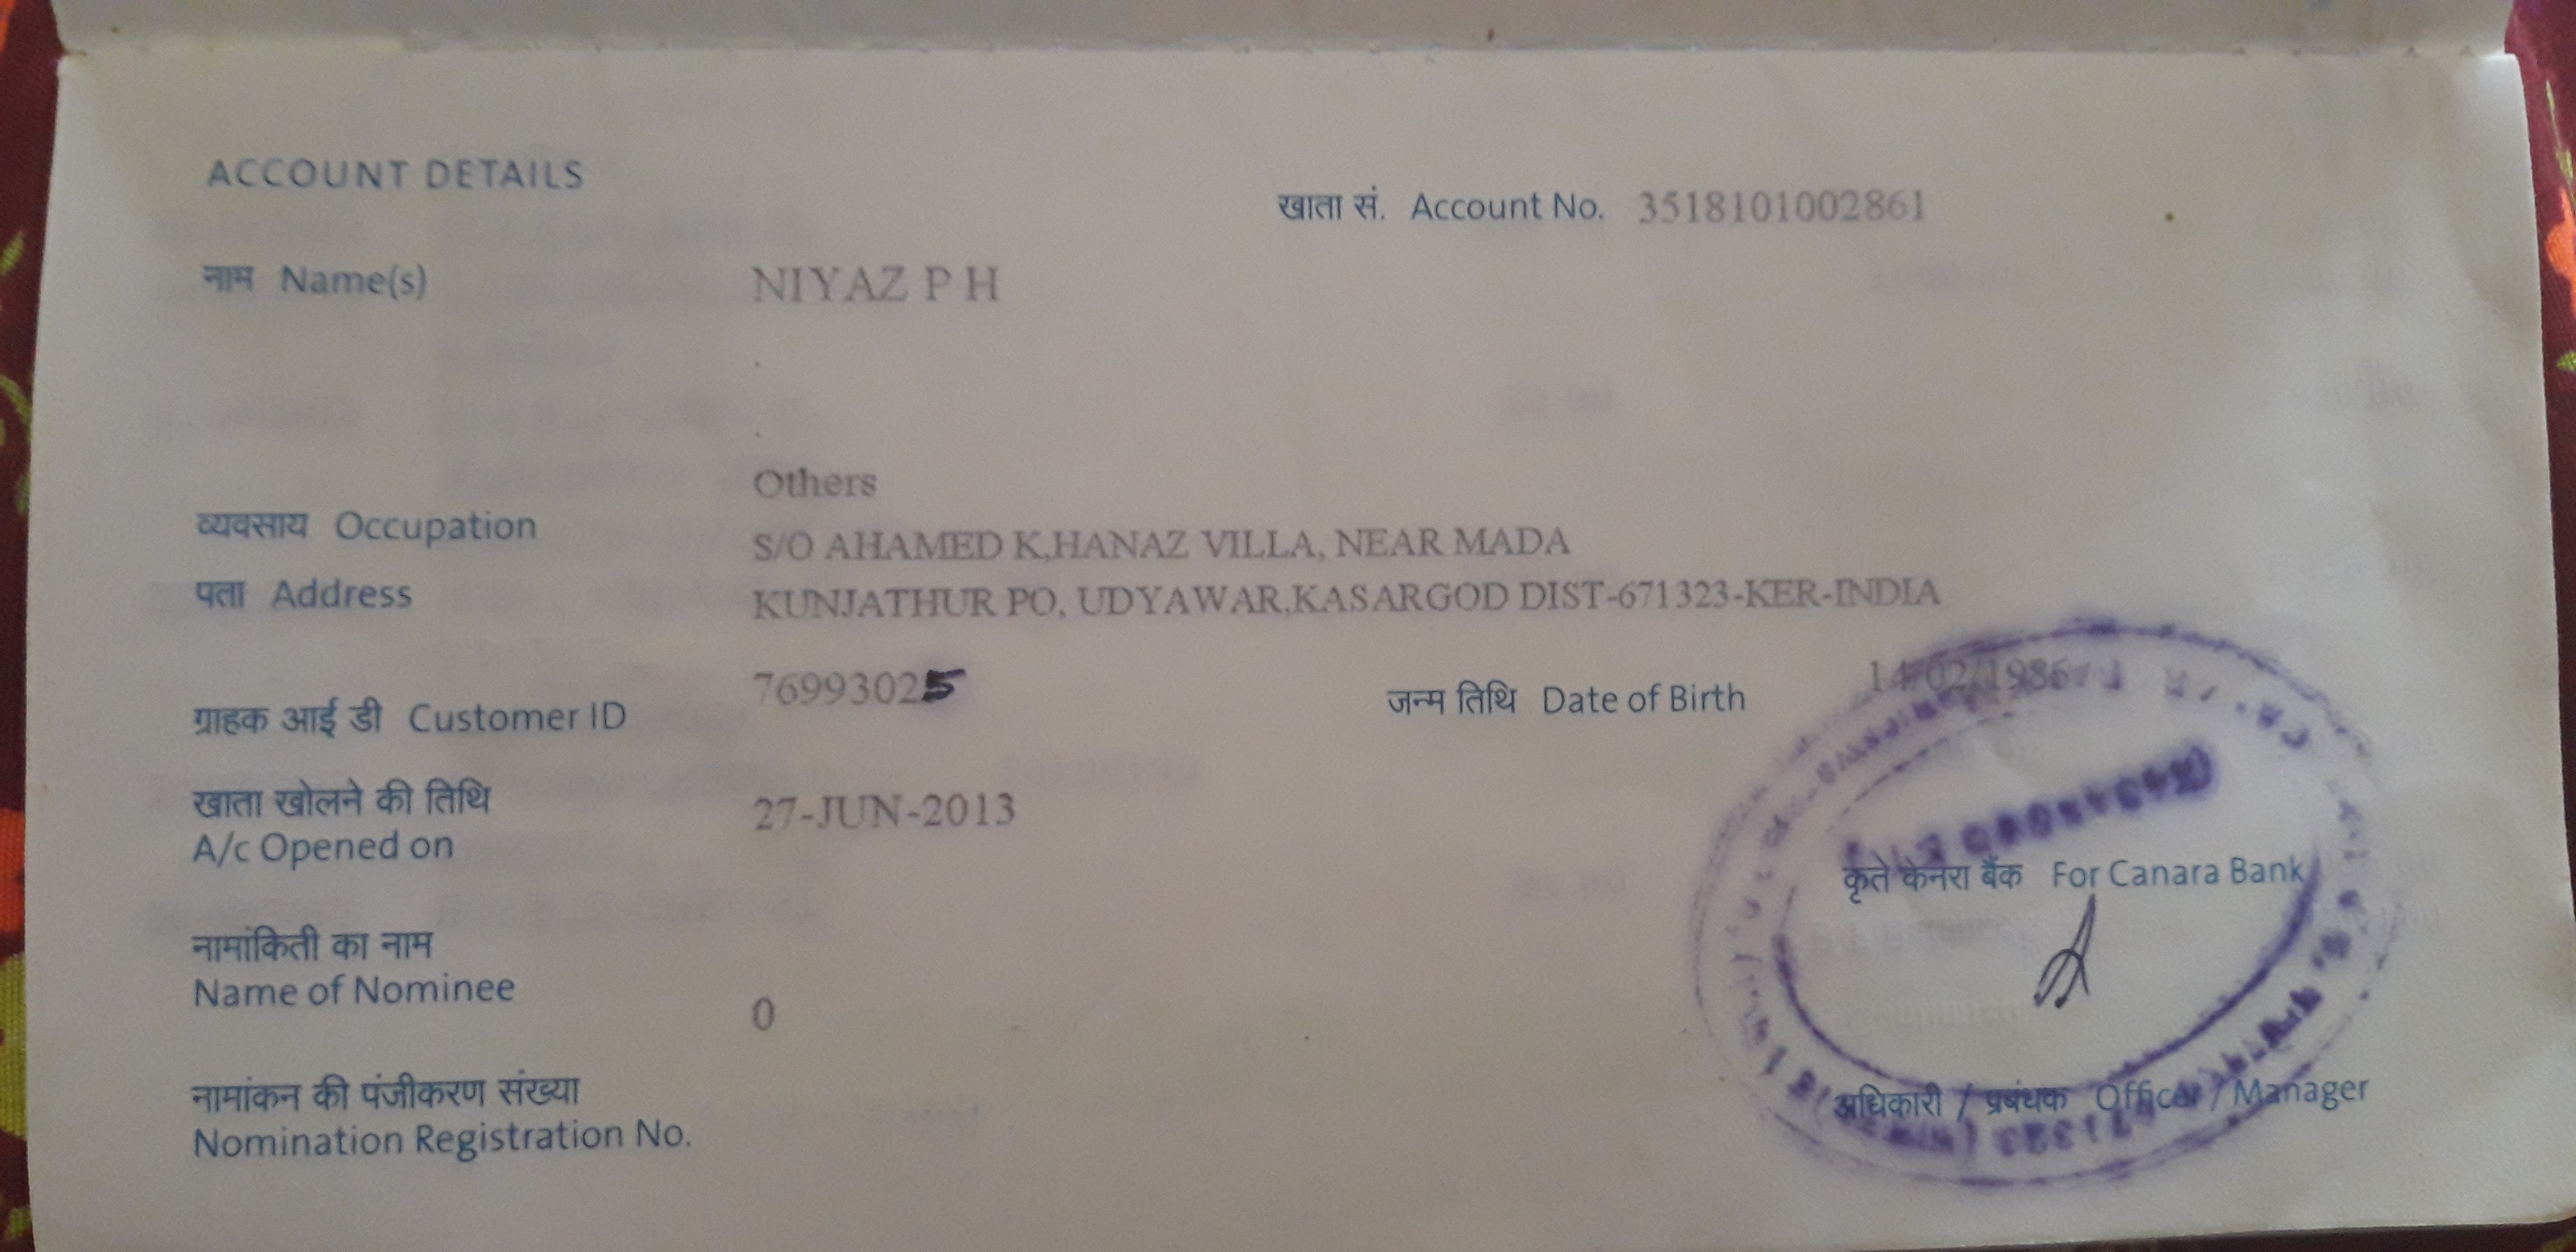 ACCOUNT DETAILS
खाता सं. Account No. 3518101002861
नाम Name(s) NIYAZ P H
व्यवसाय Occupation Others
पता Address S/O AHAMED K,HANAZ VILLA, NEAR MADA
KUNJATHUR PO, UDYAWAR,KASARGOD DIST-671323-KER-INDIA
ग्राहक आई डी Customer ID 76993025 जन्म तिथि Date of Birth 14/02/1986
खाता खोलने की तिथि
A/c Opened on 27-JUN-2013
नामांकिती का नाम
Name of Nominee 0
कृते केनरा बैंक For Canara Bank
नामांकन की पंजीकरण संख्या
Nomination Registration No.
अधिकारी / प्रबंधक Officer / Manager